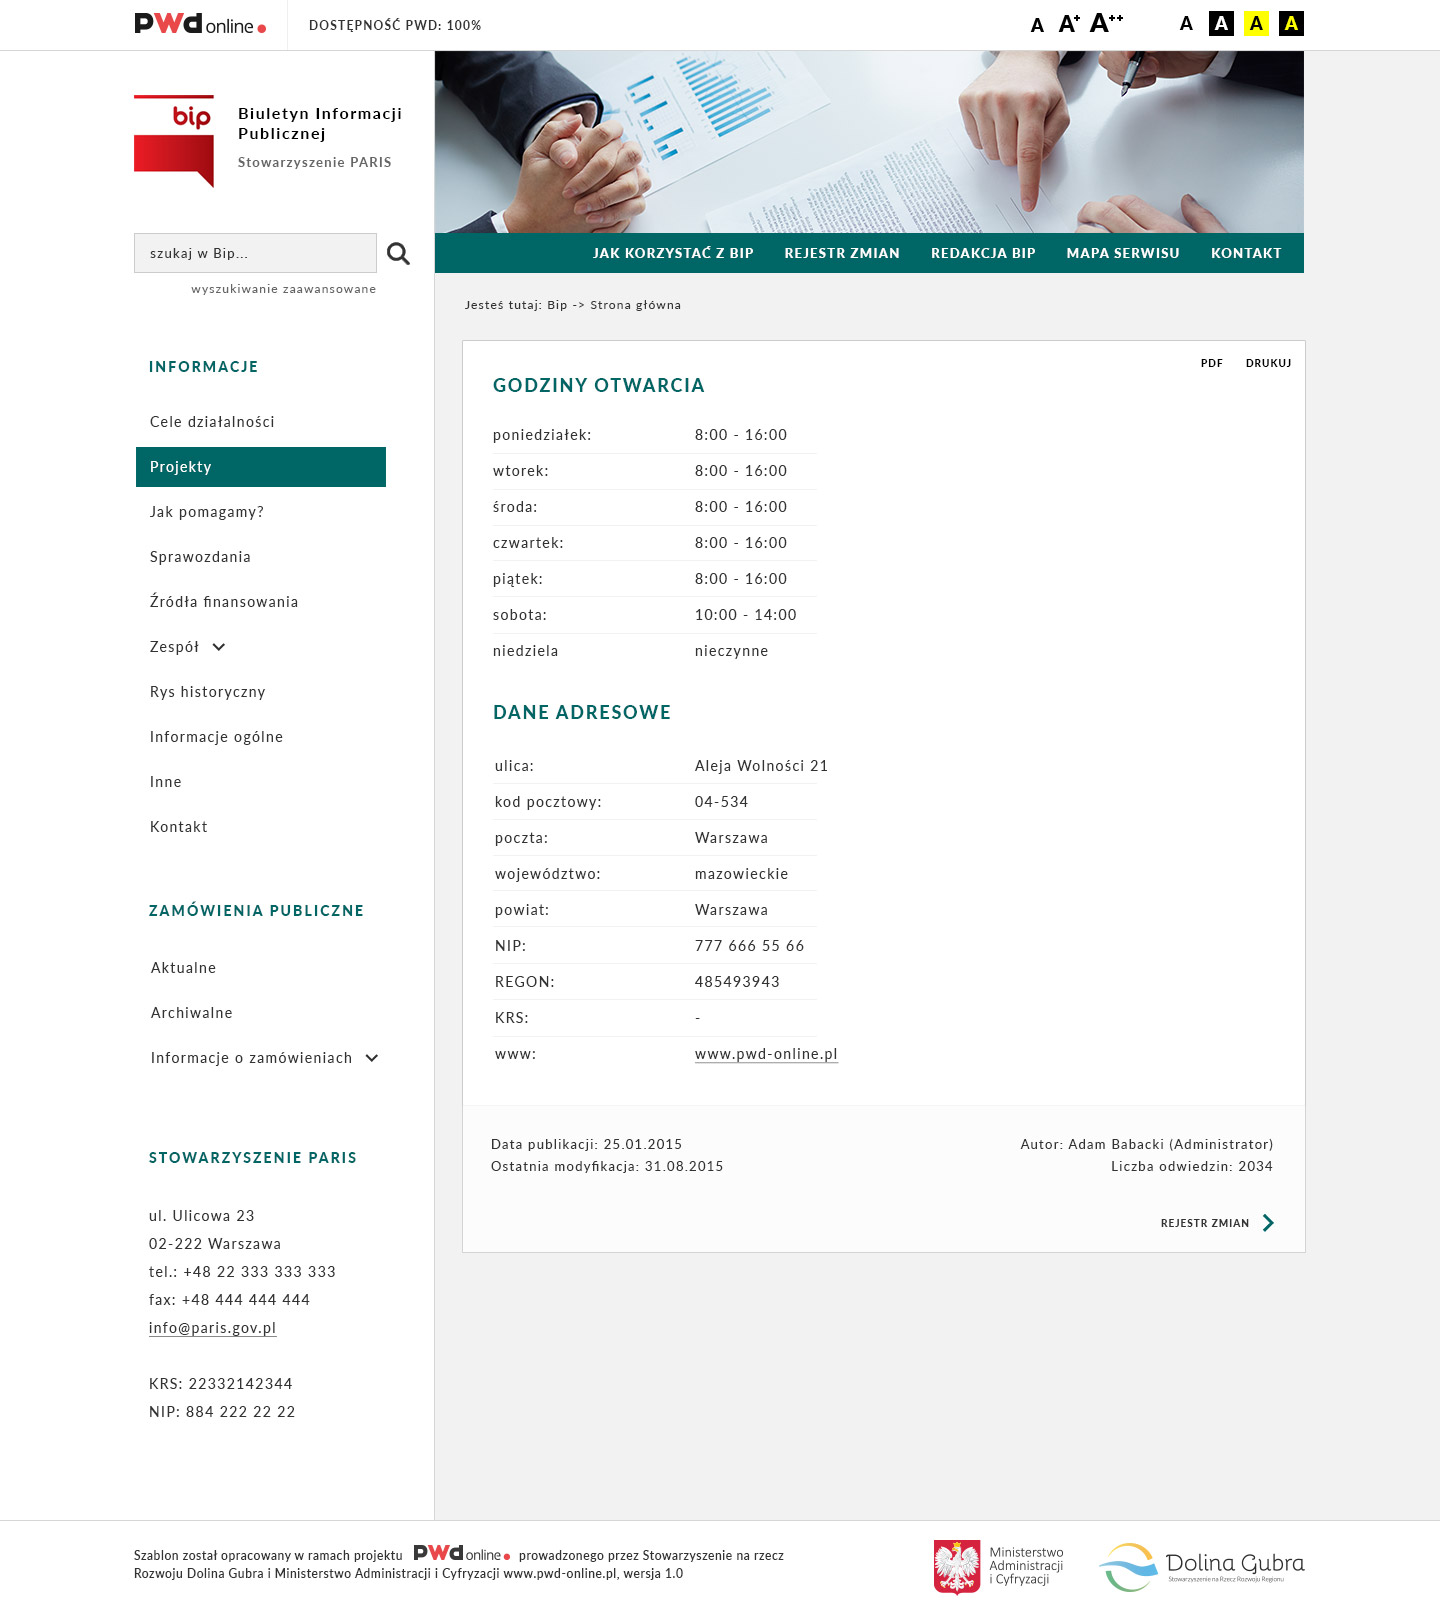 PWd online
DOSTĘPNOŚĆ PWD: 100%
A A+ A++ A A A A
bip
Biuletyn Informacji
Publicznej
Stowarzyszenie PARIS
szukaj w Bip...
wyszukiwanie zaawansowane
JAK KORZYSTAĆ Z BIP REJESTR ZMIAN REDAKCJA BIP MAPA SERWISU KONTAKT
Jesteś tutaj: Bip -> Strona główna
INFORMACJE
Cele działalności
Projekty
Jak pomagamy?
Sprawozdania
Źródła finansowania
Zespół
Rys historyczny
Informacje ogólne
Inne
Kontakt
ZAMÓWIENIA PUBLICZNE
Aktualne
Archiwalne
Informacje o zamówieniach
STOWARZYSZENIE PARIS
ul. Ulicowa 23
02-222 Warszawa
tel.: +48 22 333 333 333
fax: +48 444 444 444
info@paris.gov.pl
KRS: 22332142344
NIP: 884 222 22 22
PDF DRUKUJ
GODZINY OTWARCIA
poniedziałek: 8:00 - 16:00
wtorek: 8:00 - 16:00
środa: 8:00 - 16:00
czwartek: 8:00 - 16:00
piątek: 8:00 - 16:00
sobota: 10:00 - 14:00
niedziela nieczynne
DANE ADRESOWE
ulica: Aleja Wolności 21
kod pocztowy: 04-534
poczta: Warszawa
województwo: mazowieckie
powiat: Warszawa
NIP: 777 666 55 66
REGON: 485493943
KRS: -
www: www.pwd-online.pl
Data publikacji: 25.01.2015 Autor: Adam Babacki (Administrator)
Ostatnia modyfikacja: 31.08.2015 Liczba odwiedzin: 2034
REJESTR ZMIAN
Szablon został opracowany w ramach projektu PWd online prowadzonego przez Stowarzyszenie na rzecz
Rozwoju Dolina Gubra i Ministerstwo Administracji i Cyfryzacji www.pwd-online.pl, wersja 1.0
Ministerstwo
Administracji
i Cyfryzacji
Dolina Gubra
Stowarzyszenie na Rzecz Rozwoju Regionu